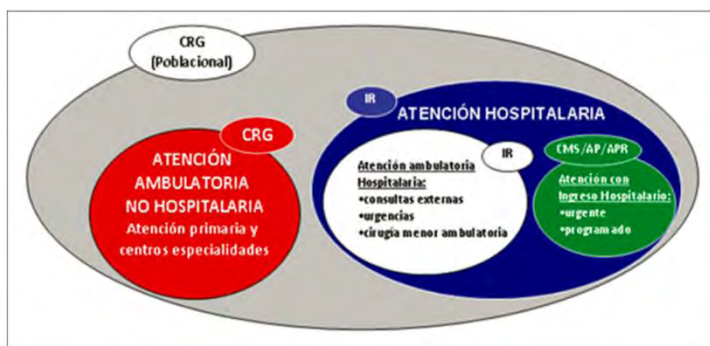 CRG
(Poblacional)
IR
ATENCIÓN HOSPITALARIA
CRG
ATENCIÓN
AMBULATORIA
NO HOSPITALARIA
Atención primaria y
centros especialidades
IR
Atención ambulatoria
Hospitalaria:
•consultas externas
•urgencias
•cirugía menor ambulatoria
CMS/AP/APR
Atención con
Ingreso Hospitalario:
•urgente
•programado